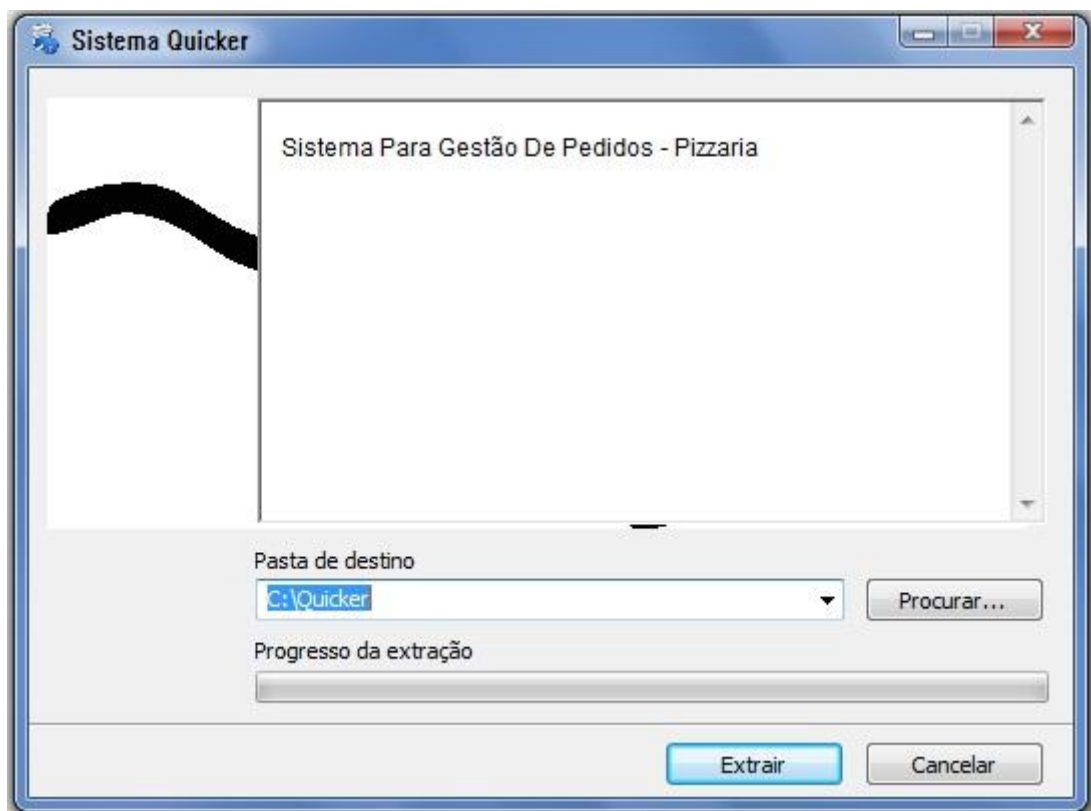 Sistema Quicker
Sistema Para Gestão De Pedidos - Pizzaria
Pasta de destino
C:\Quicker
Procurar...
Progresso da extração
Extrair
Cancelar